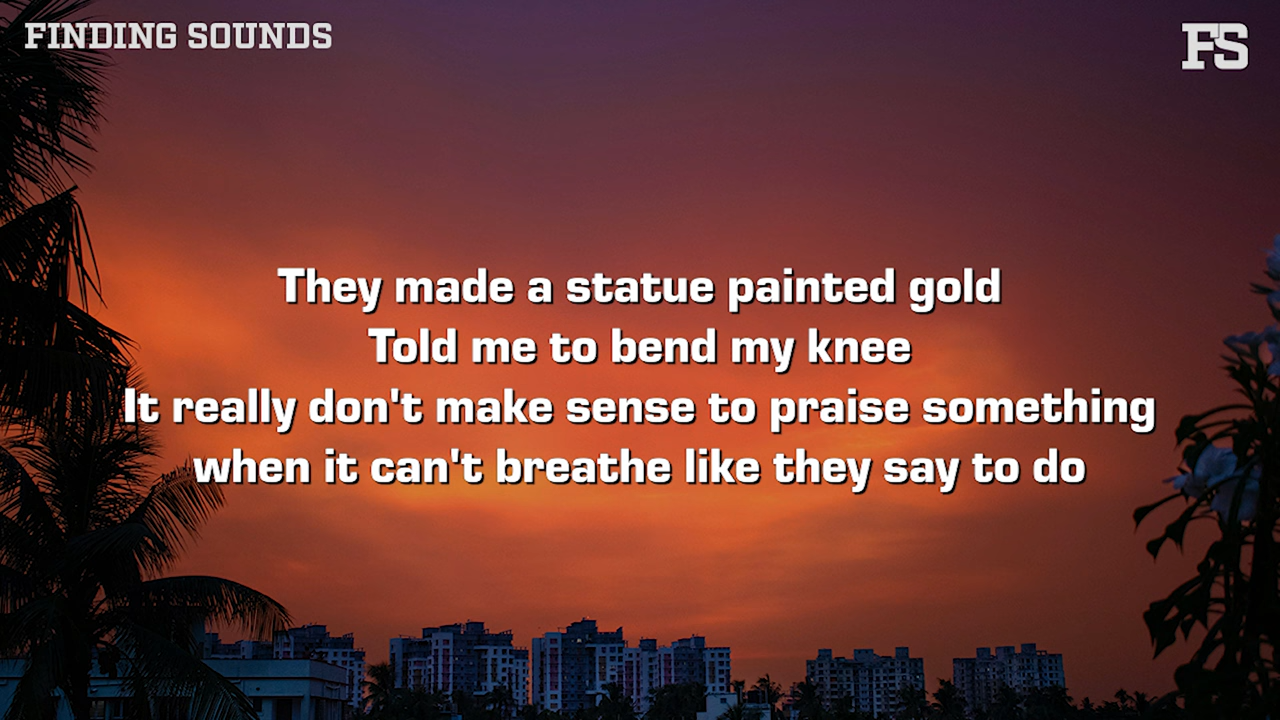 FINDING SOUNDS
FS
They made a statue painted gold
Told me to bend my knee
It really don't make sense to praise something
when it can't breathe like they say to do